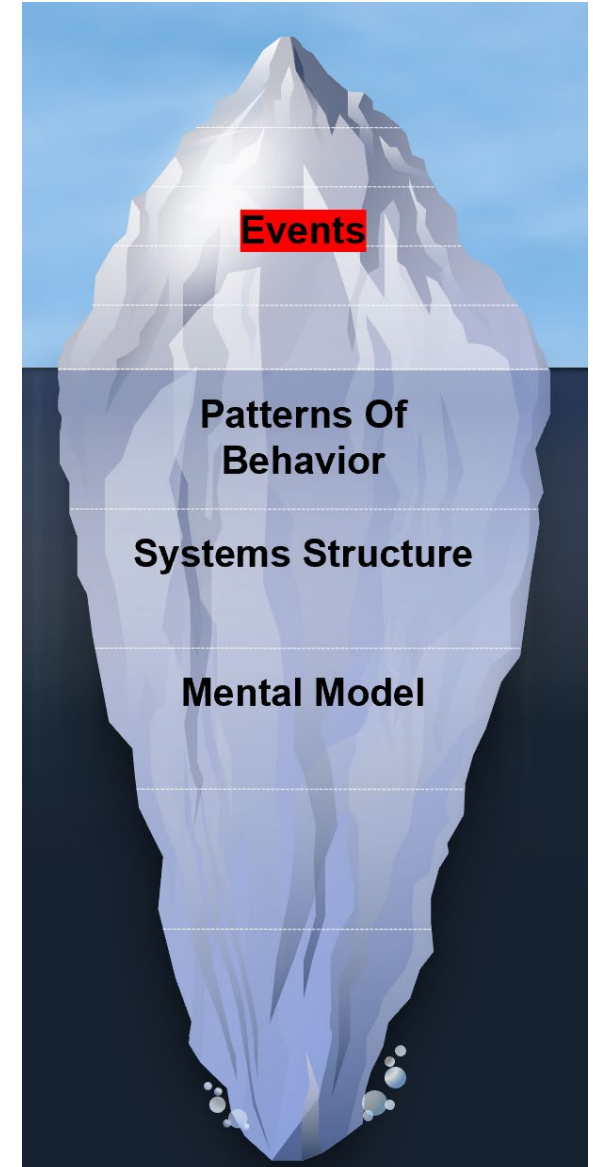 Events
Patterns Of
Behavior
Systems Structure
Mental Model